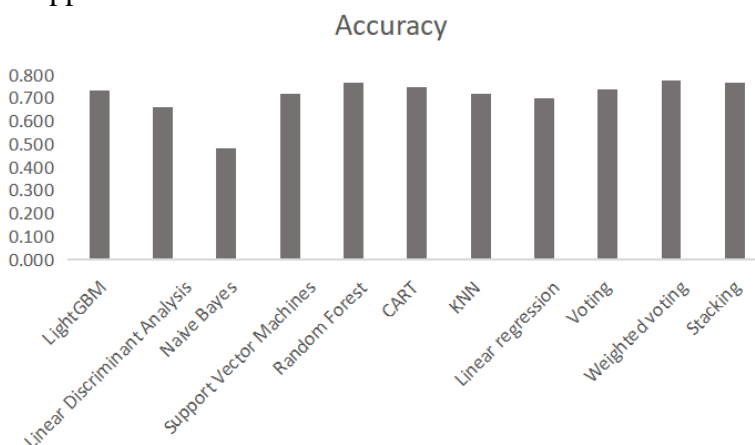 Accuracy
0.800
0.700
0.600
0.500
0.400
0.300
0.200
0.100
0.000
LightGBM
Linear Discriminant Analysis
Naive Bayes
Support Vector Machines
Random Forest
CART
KNN
Linear regression
Voting
Weighted voting
Stacking